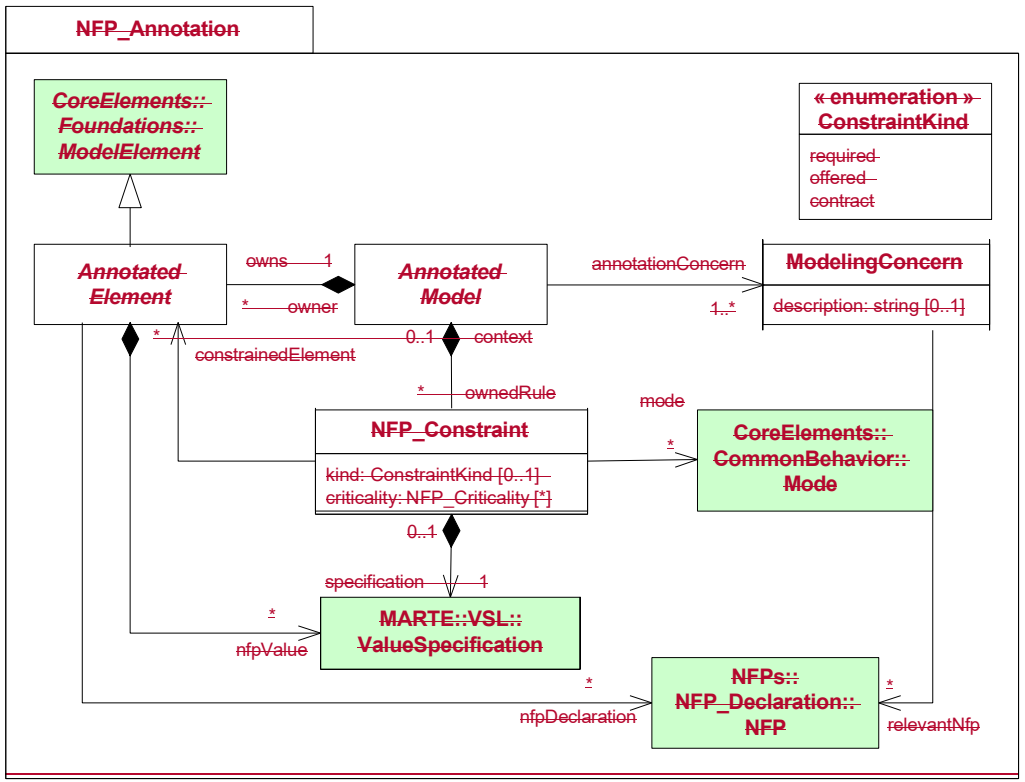 NFP_Annotation
CoreElements::
Foundations::
ModelElement
« enumeration »
ConstraintKind
required
offered
contract
Annotated
Element
owns 1
* owner
Annotated
Model
annotationConcern
1..*
ModelingConcern
description: string [0..1]
* 0..1 context
constrainedElement
* ownedRule
mode
*
NFP_Constraint
kind: ConstraintKind [0..1]
criticality: NFP_Criticality [*]
CoreElements::
CommonBehavior::
Mode
0..1
specification 1
*
nfpValue
MARTE::VSL::
ValueSpecification
*
nfpDeclaration
NFPs::
NFP_Declaration::
NFP
*
relevantNfp